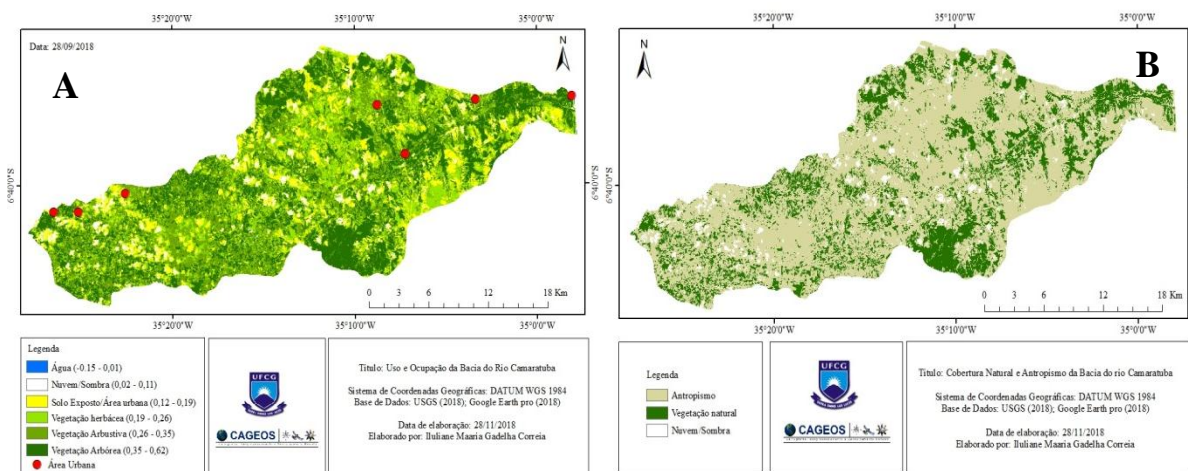 35°20'0"W 35°10'0"W 35°0'0"W
Data: 28/09/2018
N
A
6°40'0"S
0 3 6 12 18 Km
35°20'0"W 35°10'0"W 35°0'0"W
Legenda
Água (-0.15 - 0,01)
Nuvem/Sombra (0,02 - 0,11)
Solo Exposto/Área urbana (0,12 - 0,19)
Vegetação herbácea (0,19 - 0,26)
Vegetação Arbustiva (0,26 - 0,35)
Vegetação Arbórea (0,35 - 0,62)
Área Urbana
UFCG
CAGEOS
Titulo: Uso e Ocupação da Bacia do Rio Camaratuba
Sistema de Coordenadas Geográficas: DATUM WGS 1984
Base de Dados: USGS (2018); Google Earth pro (2018)
Data de elaboração: 28/11/2018
Elaborado por: Iluliane Maaria Gadelha Correia
35°20'0"W 35°10'0"W 35°0'0"W
N
B
6°40'0"S
6°40'0"S
0 3 6 12 18 Km
35°20'0"W 35°10'0"W 35°0'0"W
Legenda
Antropismo
Vegetação natural
Nuvem/Sombra
UFCG
CAGEOS
Titulo: Cobertura Natural e Antropismo da Bacia do rio Camaratuba
Sistema de Coordenadas Geográficas: DATUM WGS 1984
Base de Dados: USGS (2018); Google Earth pro (2018)
Data de elaboração: 28/11/2018
Elaborado por: Iluliane Maaria Gadelha Correia